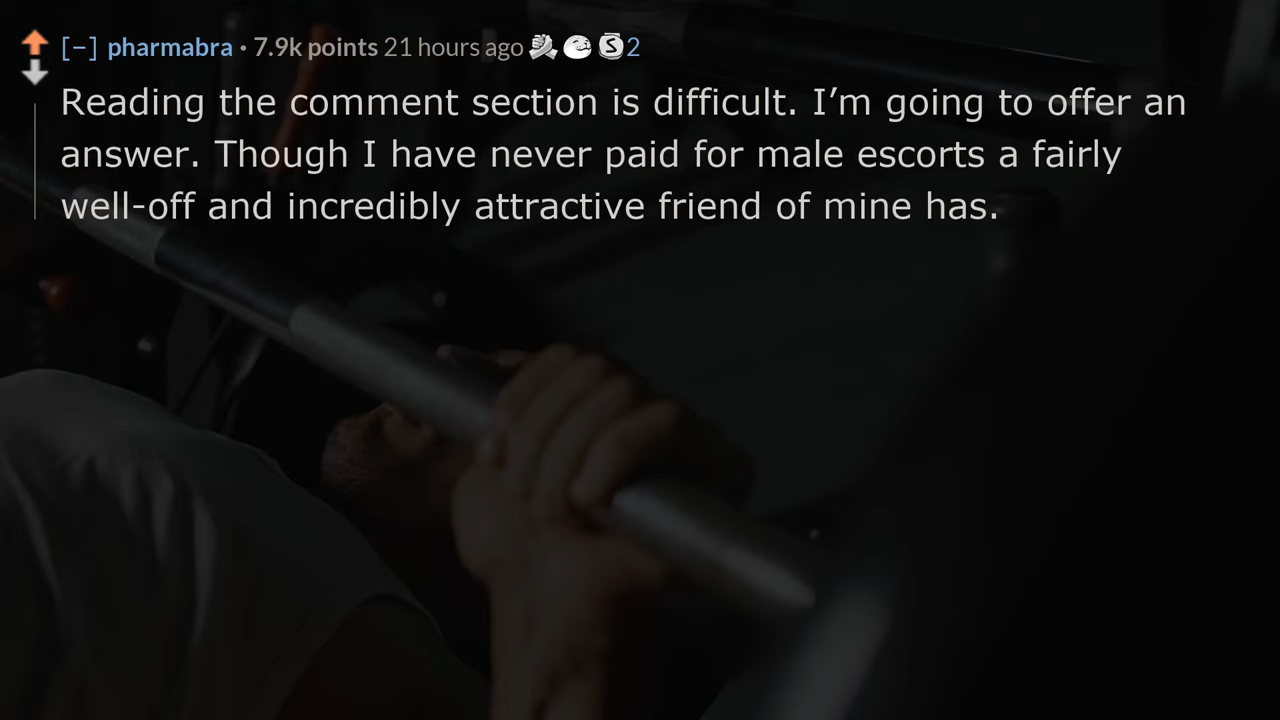 [−] pharmabra • 7.9k points 21 hours ago S 2
Reading the comment section is difficult. I’m going to offer an
answer. Though I have never paid for male escorts a fairly
well-off and incredibly attractive friend of mine has.